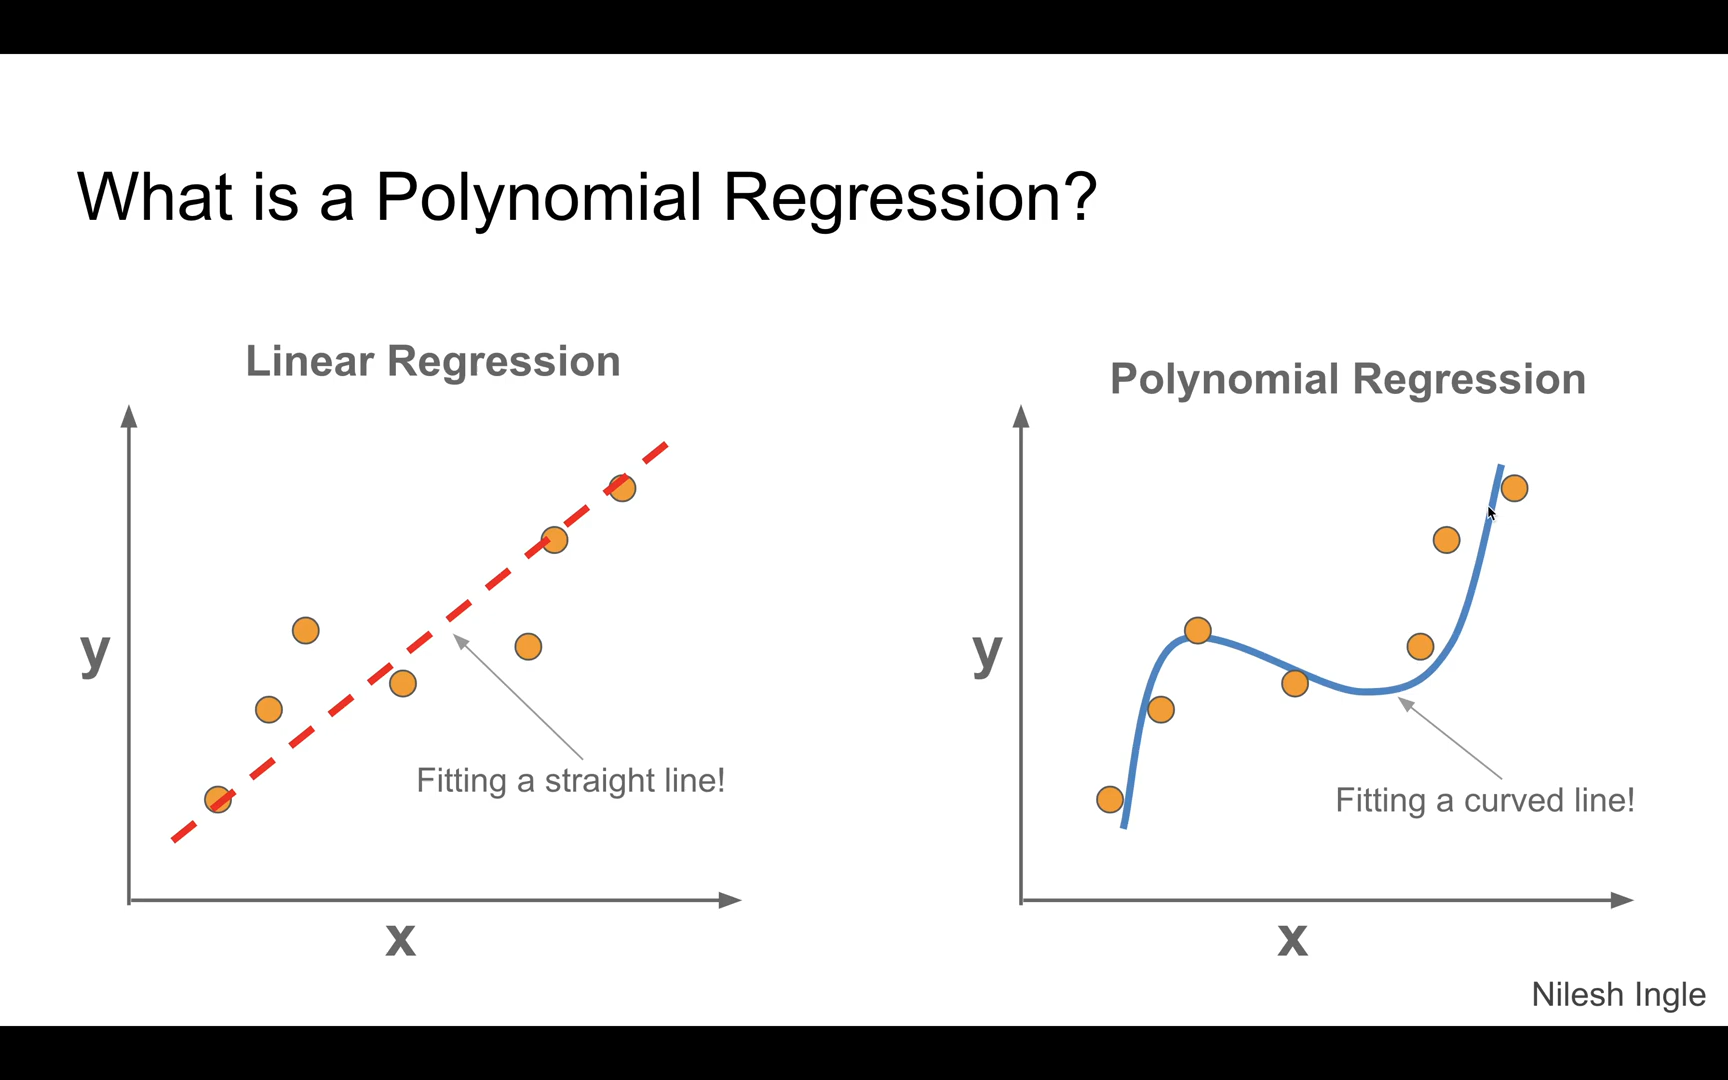 What is a Polynomial Regression?
Linear Regression
y
Fitting a straight line!
x
Polynomial Regression
y
Fitting a curved line!
x
Nilesh Ingle